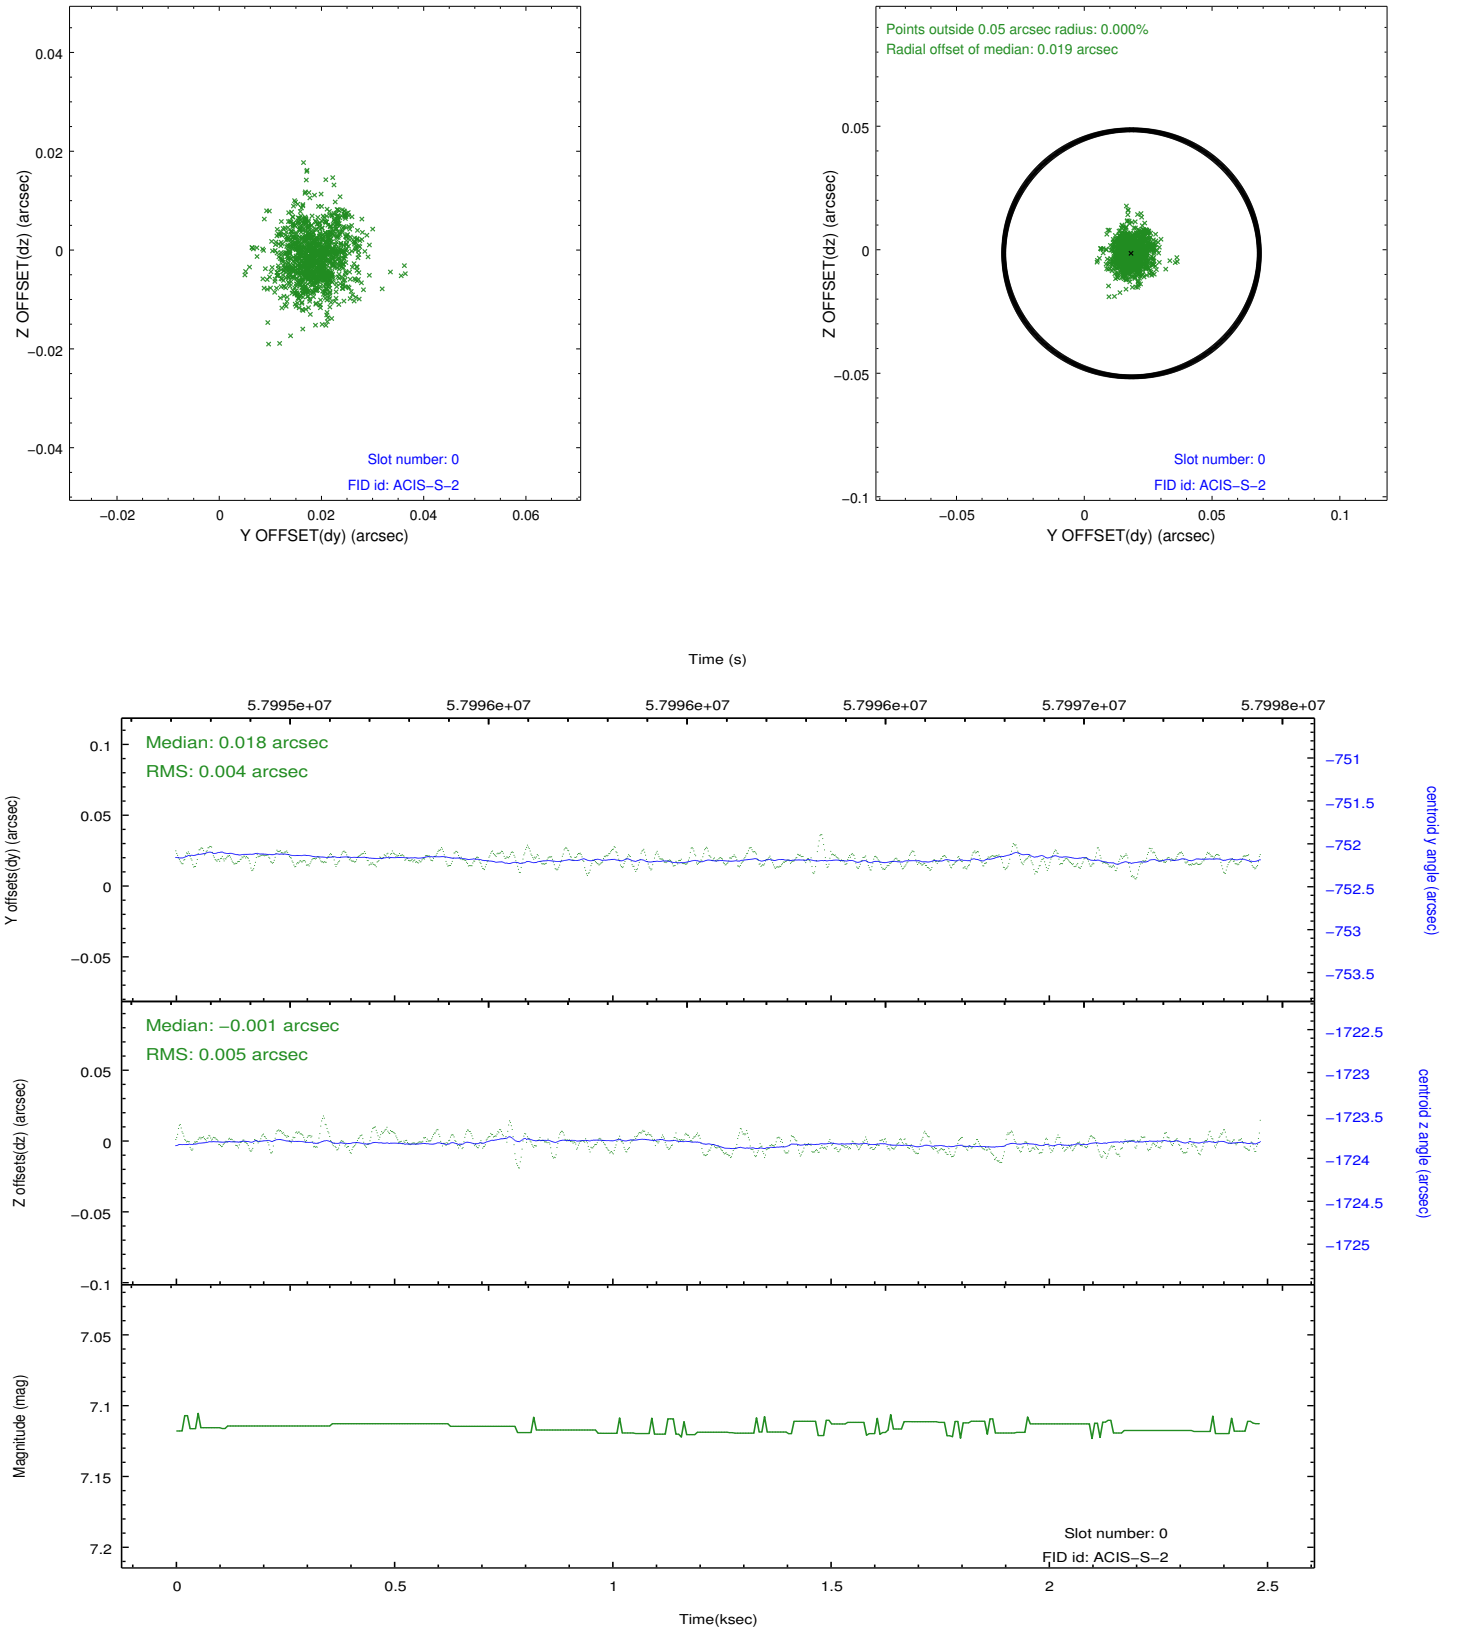 0.04
0.02
0
−0.02
−0.04
Z OFFSET(dz) (arcsec)
Slot number: 0
FID id: ACIS−S−2
−0.02 0 0.02 0.04 0.06
Y OFFSET(dy) (arcsec)
Points outside 0.05 arcsec radius: 0.000%
Radial offset of median: 0.019 arcsec
0.05
0
−0.05
−0.1
Z OFFSET(dz) (arcsec)
Slot number: 0
FID id: ACIS−S−2
−0.05 0 0.05 0.1
Y OFFSET(dy) (arcsec)
Time (s)
5.7995e+07 5.7996e+07 5.7996e+07 5.7996e+07 5.7997e+07 5.7998e+07
Median: 0.018 arcsec
RMS: 0.004 arcsec
0.1
0.05
0
−0.05
Y offsets(dy) (arcsec)
−751
−751.5
−752
−752.5
−753
−753.5
centroid y angle (arcsec)
Median: −0.001 arcsec
RMS: 0.005 arcsec
0.05
0
−0.05
−0.1
Z offsets(dz) (arcsec)
−1722.5
−1723
−1723.5
−1724
−1724.5
−1725
centroid z angle (arcsec)
7.05
7.1
7.15
7.2
Magnitude (mag)
Slot number: 0
FID id: ACIS−S−2
0 0.5 1 1.5 2 2.5
Time(ksec)